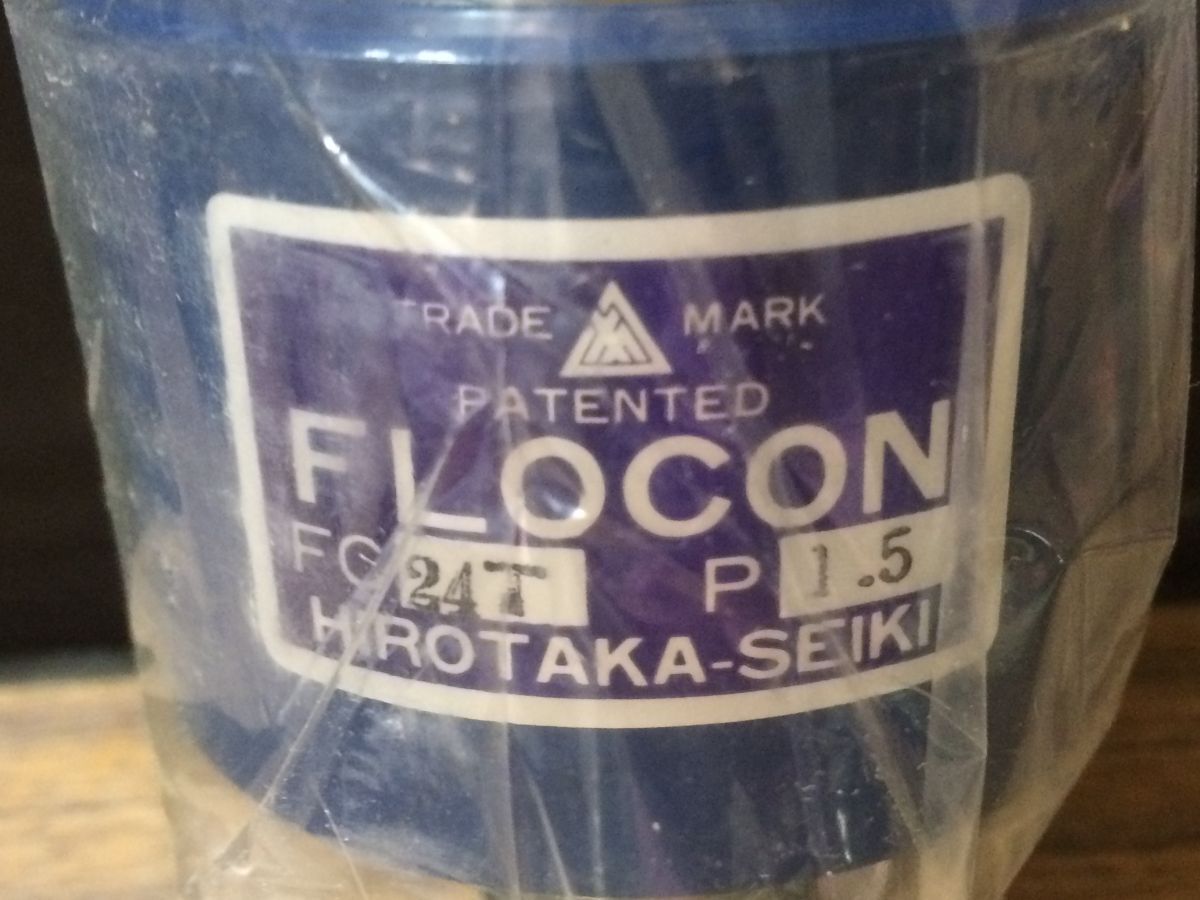 TRADE MARK
PATENTED
FLOCON
FC 24T P 1.5
HIROTAKA-SEIKI